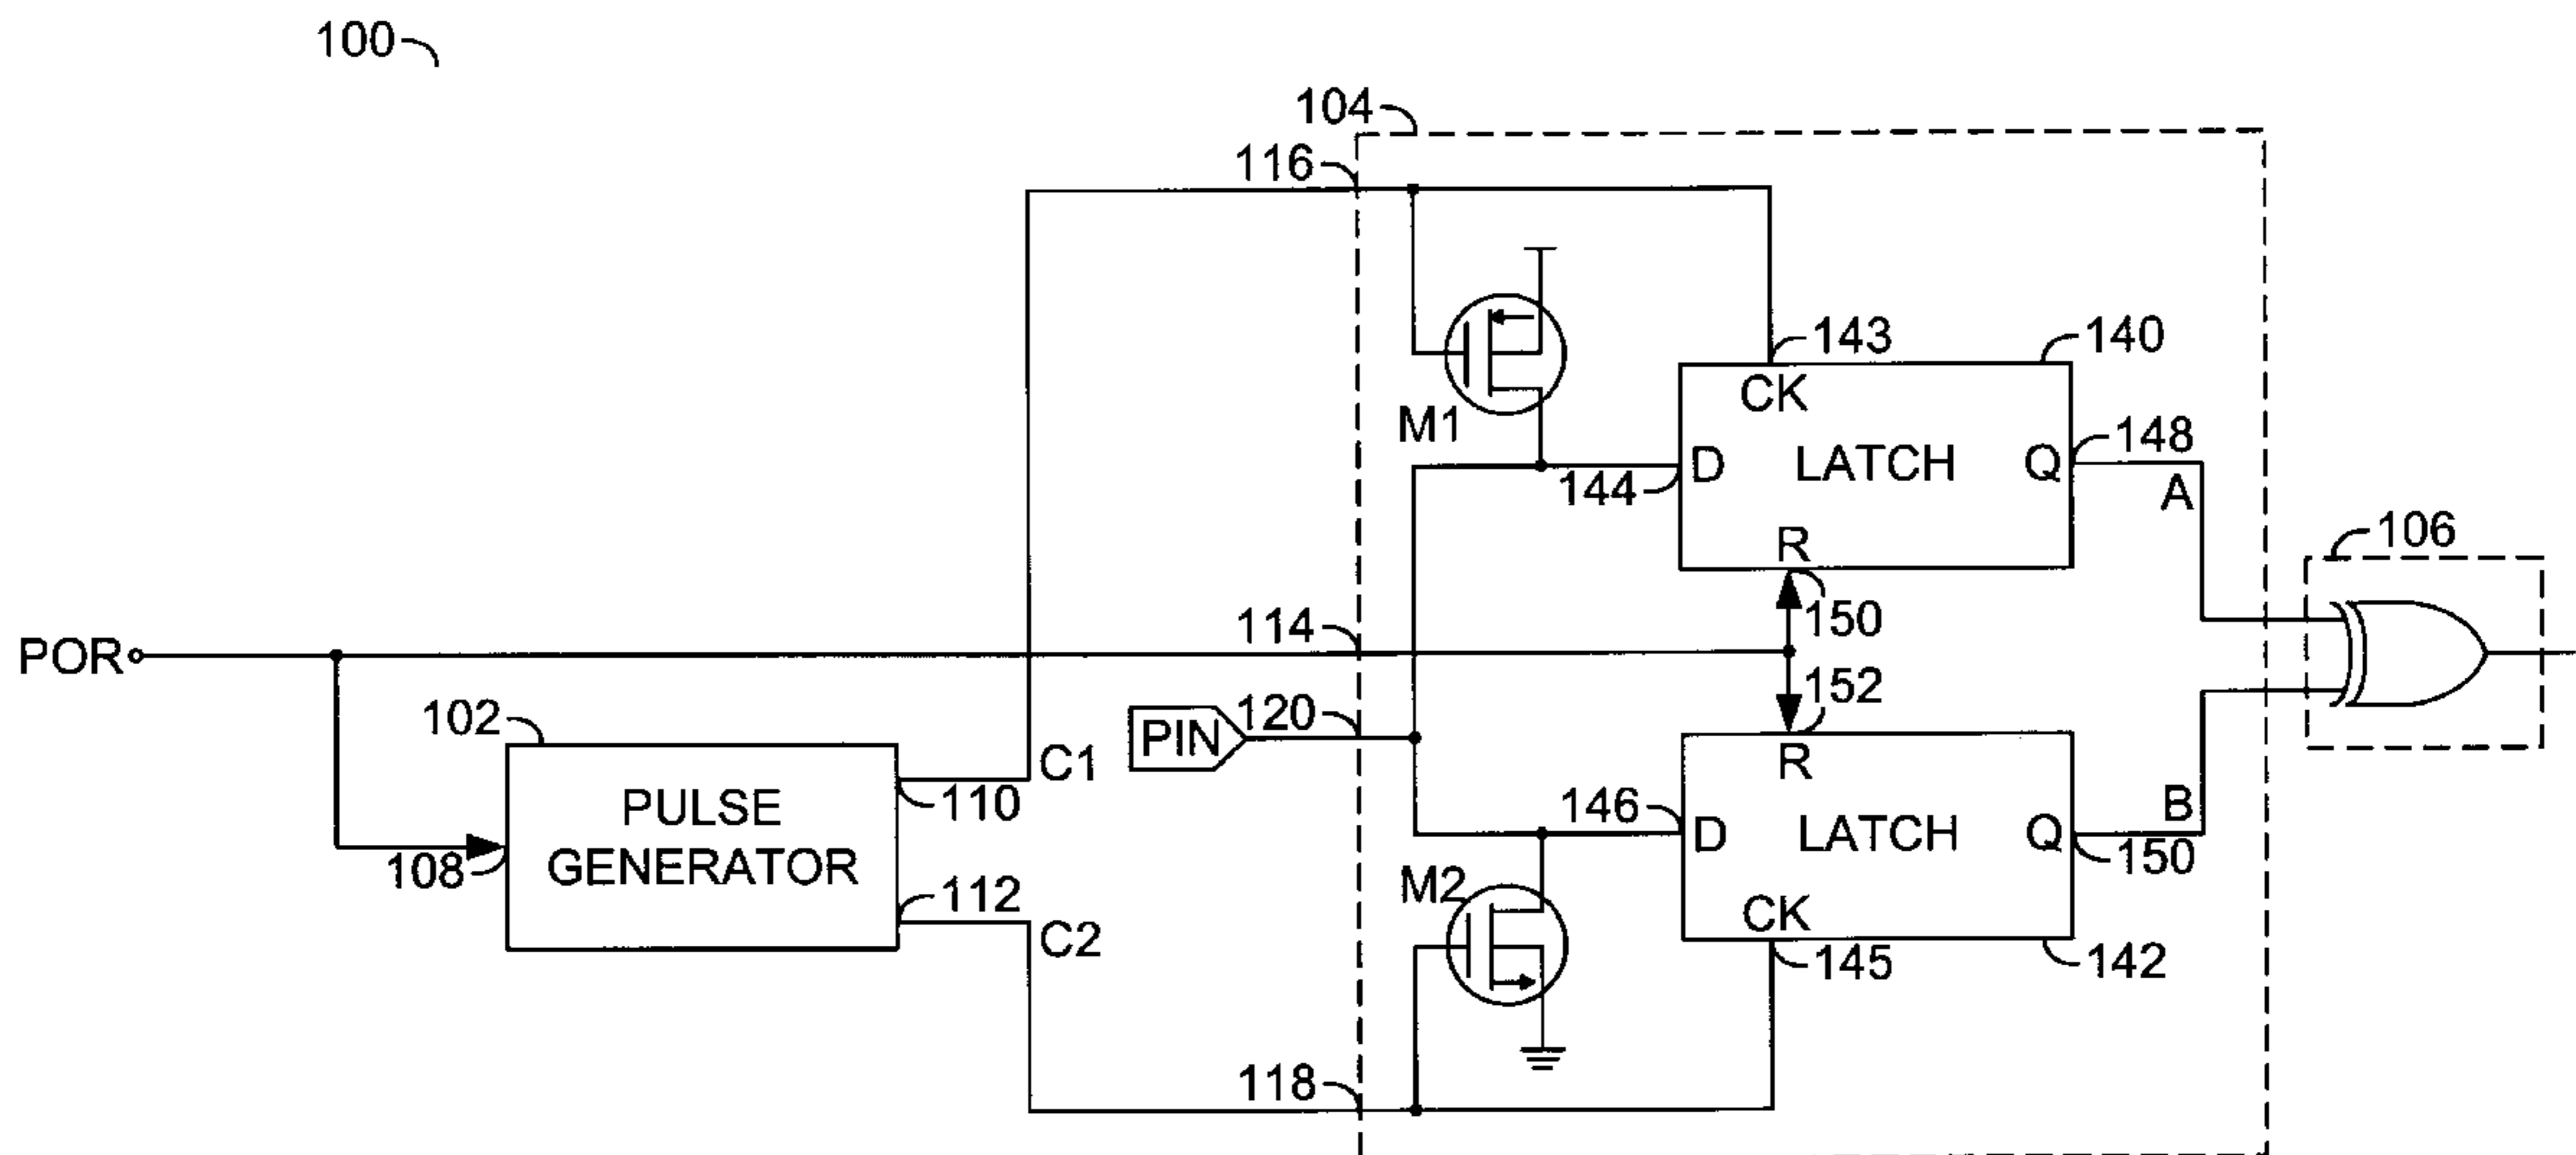 100
104
116
143
140
CK
M1
148
D
LATCH
Q
144
A
R
106
150
114
POR
152
120
102
PIN
R
C1
110
B
PULSE
GENERATOR
146
D
LATCH
Q
150
108
M2
112
CK
C2
145
142
118